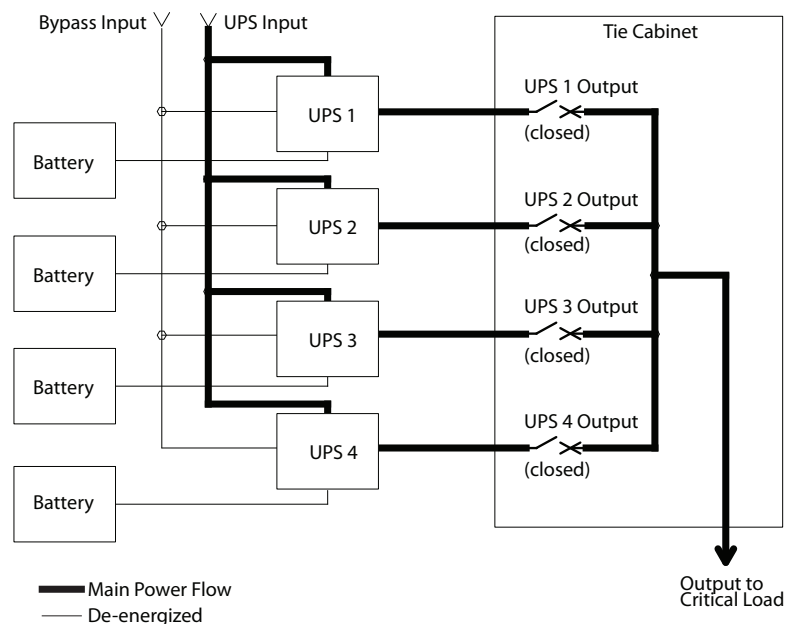 Bypass Input
UPS Input
Tie Cabinet
UPS 1
UPS 1 Output
(closed)
Battery
UPS 2
UPS 2 Output
(closed)
Battery
UPS 3
UPS 3 Output
(closed)
Battery
UPS 4
UPS 4 Output
(closed)
Battery
Main Power Flow
De-energized
Output to
Critical Load